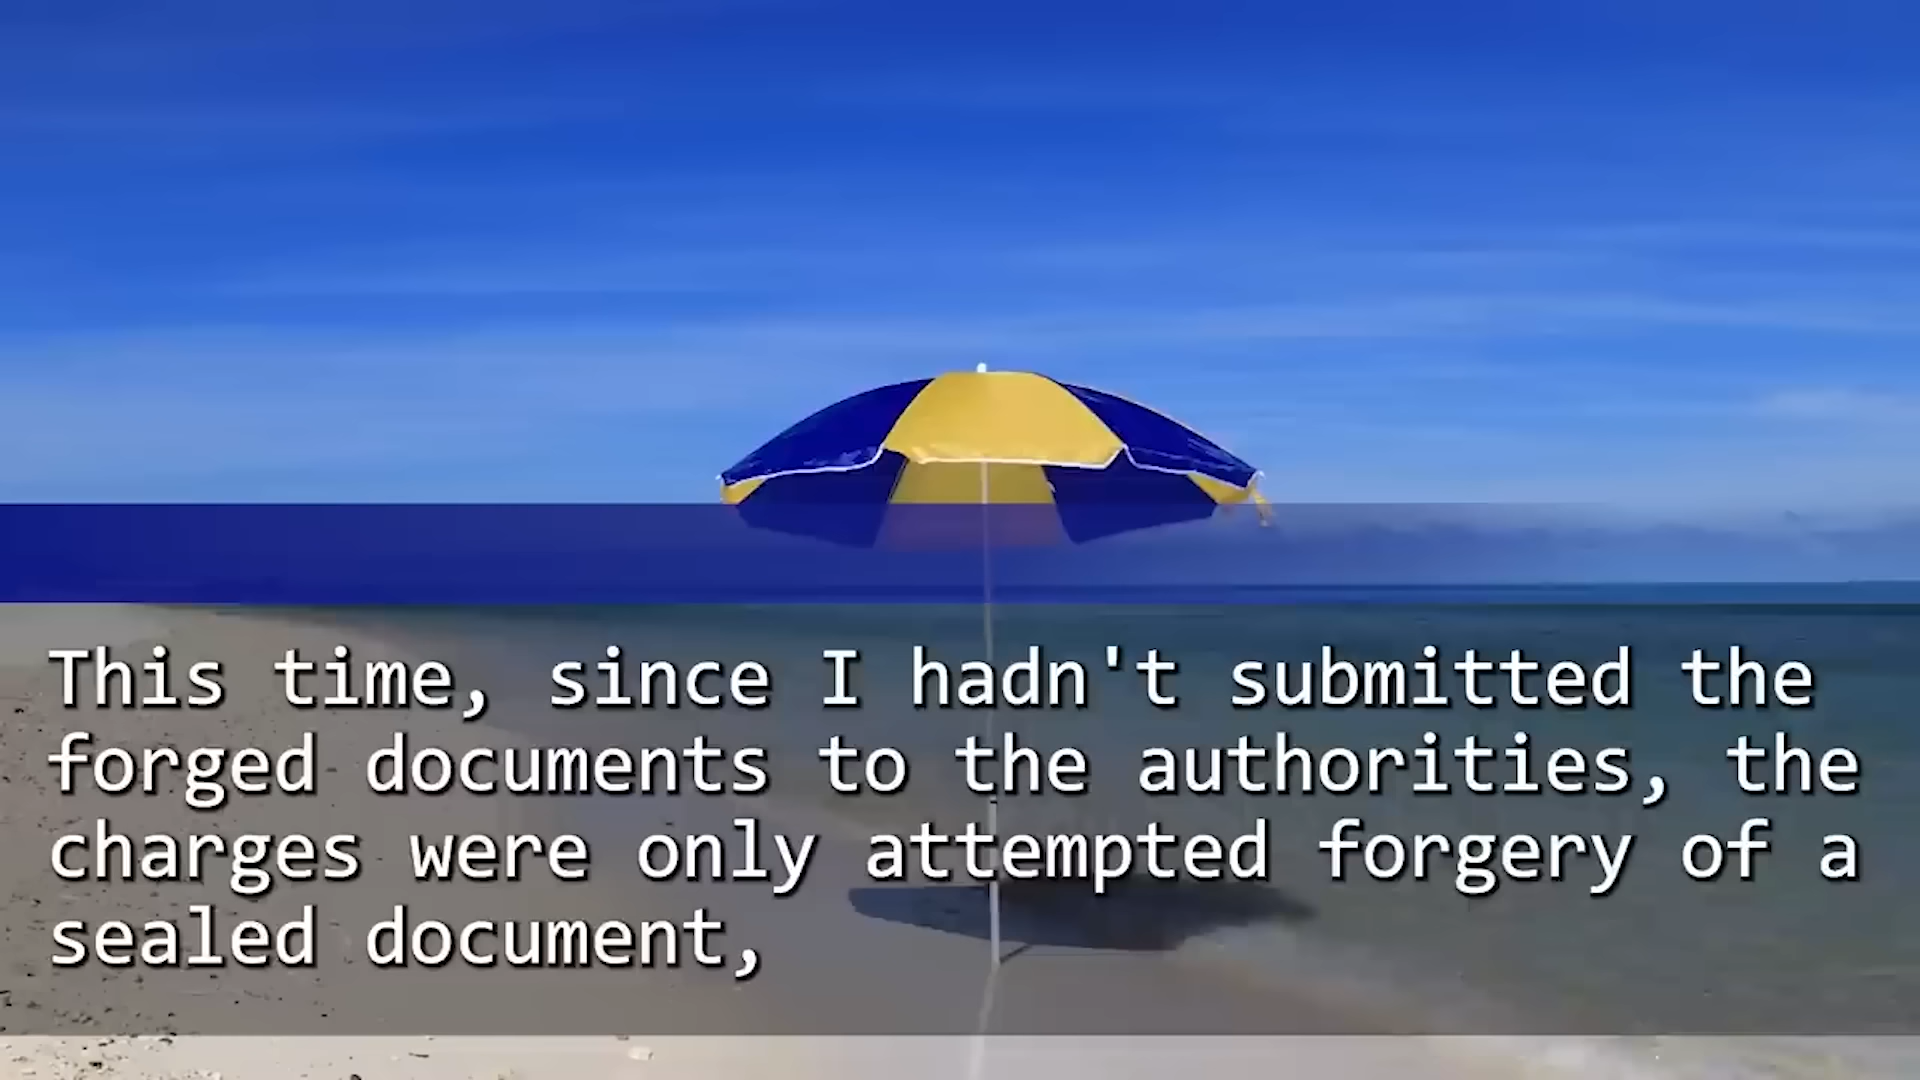 This time, since I hadn't submitted the
forged documents to the authorities, the
charges were only attempted forgery of a
sealed document,